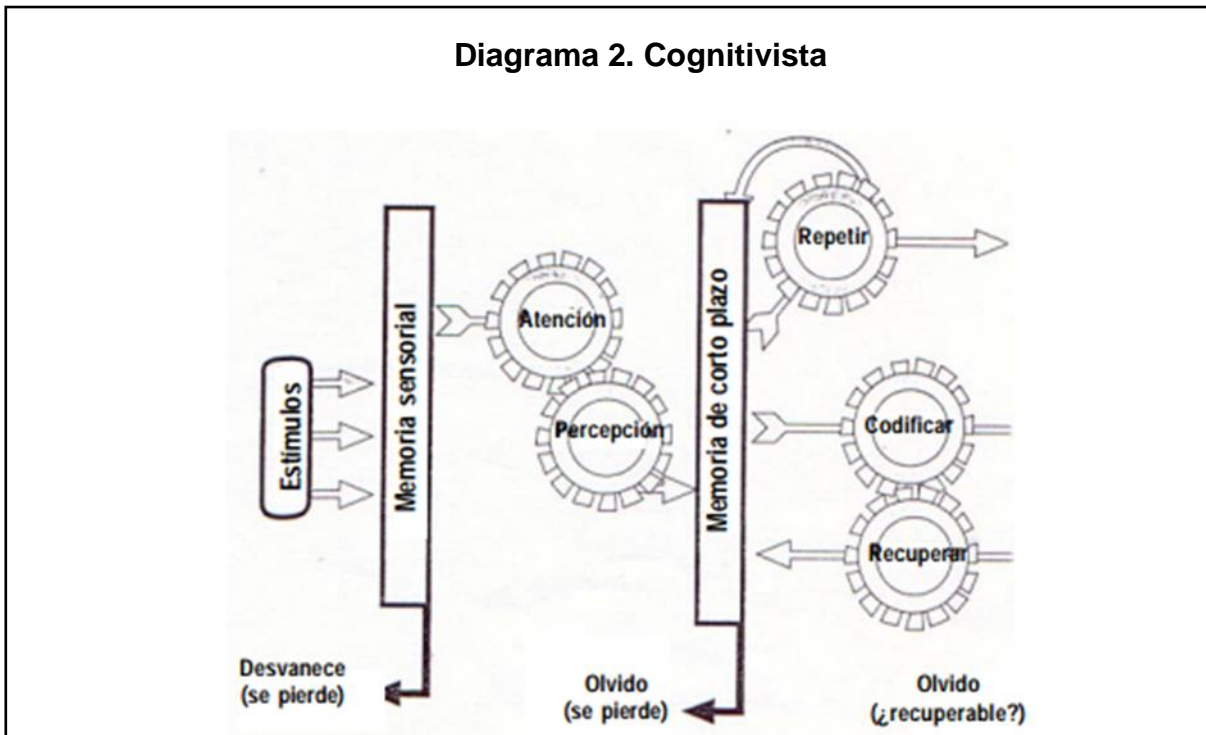 Diagrama 2. Cognitivista
Estímulos
Memoria sensorial
Atención
Percepción
Memoria de corto plazo
Repetir
Codificar
Recuperar
Desvanece
(se pierde)
Olvido
(se pierde)
Olvido
(¿recuperable?)